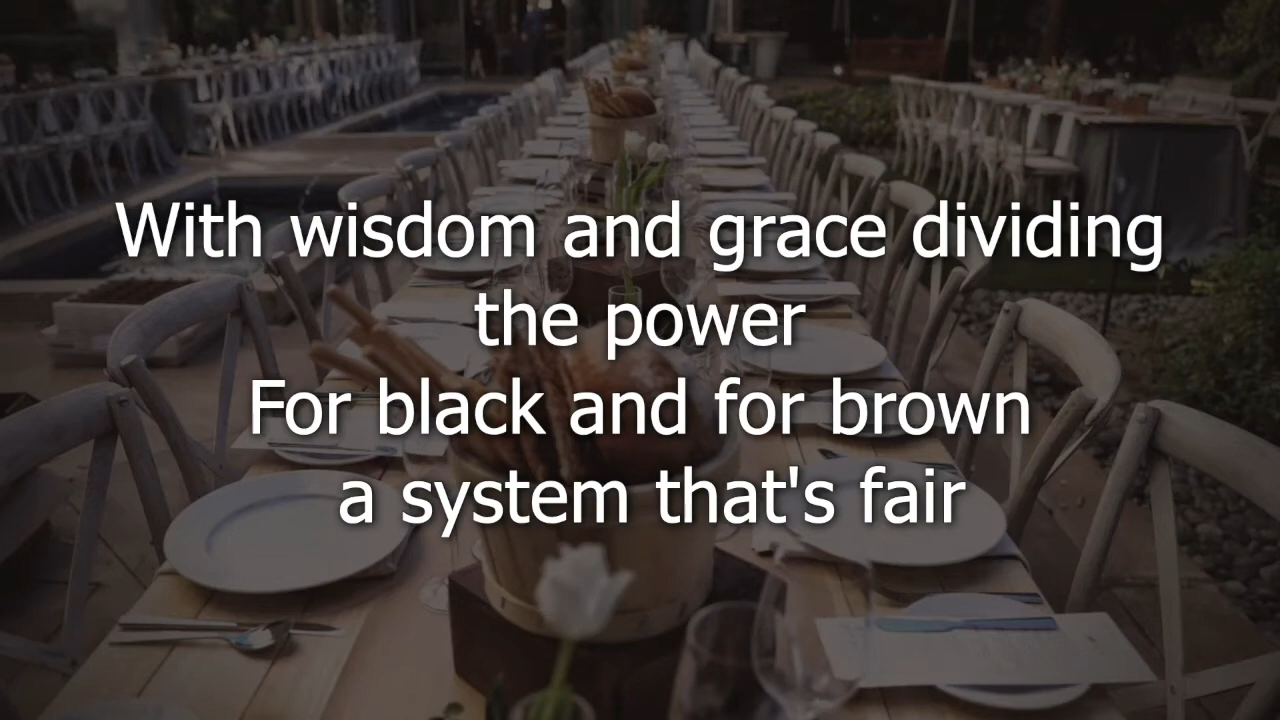 With wisdom and grace dividing
the power
For black and for brown
a system that's fair